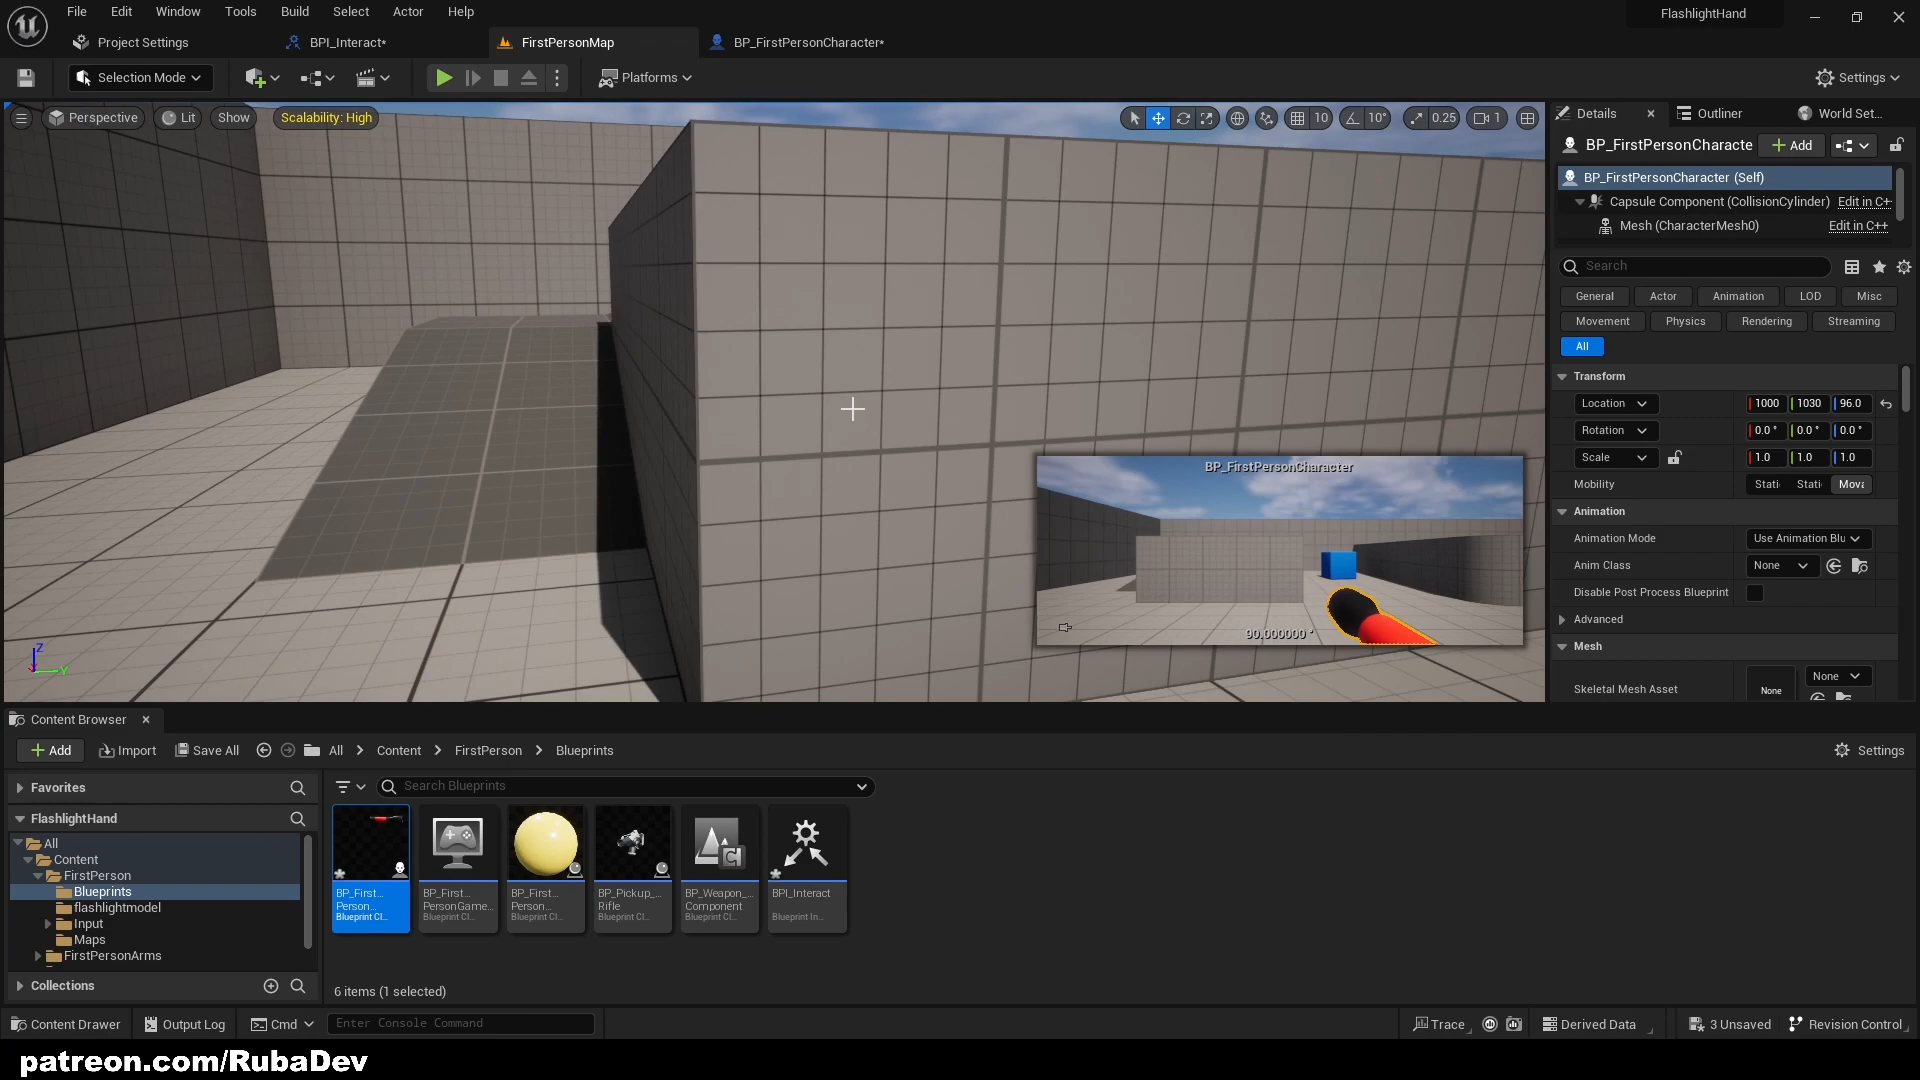 File Edit Window Tools Build Select Actor Help
FlashlightHand
Project Settings
BPI_Interact*
FirstPersonMap
BP_FirstPersonCharacter*
Selection Mode
Platforms
Settings
Perspective
Lit
Show
Scalability: High
10
10°
0.25
1
BP_FirstPersonCharacter
90,000000 °
Z
Y
Details
Outliner
World Set...
BP_FirstPersonCharacte
Add
BP_FirstPersonCharacter (Self)
Capsule Component (CollisionCylinder) Edit in C+
Mesh (CharacterMesh0) Edit in C++
Search
General Actor Animation LOD Misc
Movement Physics Rendering Streaming
All
Transform
Location 1000 1030 96.0
Rotation 0.0 ° 0.0 ° 0.0 °
Scale 1.0 1.0 1.0
Mobility Stati Stati Mova
Animation
Animation Mode Use Animation Blu
Anim Class None
Disable Post Process Blueprint
Advanced
Mesh
Skeletal Mesh Asset None None
Content Browser
Add Import Save All All > Content > FirstPerson > Blueprints
Settings
Favorites
FlashlightHand
All
Content
FirstPerson
Blueprints
flashlightmodel
Input
Maps
FirstPersonArms
Collections
Search Blueprints
BP_First...
Person...
Blueprint Cl...
BP_First...
PersonGame...
Blueprint Cl...
BP_First...
Person...
Blueprint Cl...
BP_Pickup_...
Rifle
Blueprint Cl...
BP_Weapon_...
Component
Blueprint Cl...
BPI_Interact
Blueprint In...
6 items (1 selected)
Content Drawer Output Log Cmd Enter Console Command
Trace
Derived Data
3 Unsaved
Revision Control
patreon.com/RubaDev